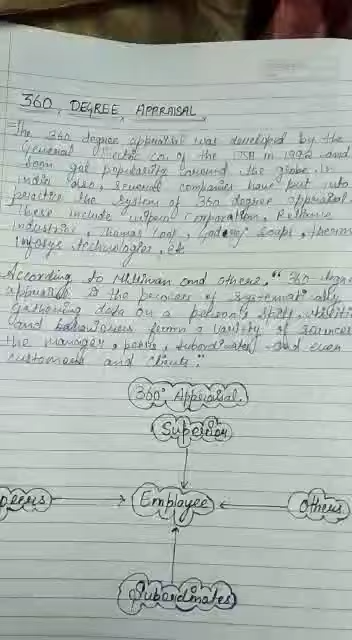 360 DEGREE APPRAISAL
The 360 degree appraisal was developed by the
General Electric Co. of the USA in 1992 and
soon got popularity around the globe. In
India also, several companies have put into
practice the system of 360 degree appraisal.
These include wipro Corporation, Reliance
Industries, Thomas Cook, Godrej Soaps, Thermax
Infosys Technologies, etc
According to and others, "360 degree
appraisal is the process of systematically
gathering data on a person's skills, abilities
and behaviours from a variety of sources
the manager, peers, subordinates and even
customers and clients."
360° Appraisal.
Superior
peers
Employee
Others
Subordinates